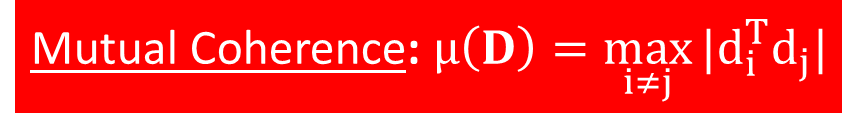 Mutual Coherence: μ(𝐃) = max_{i≠j} |d_i^T d_j|